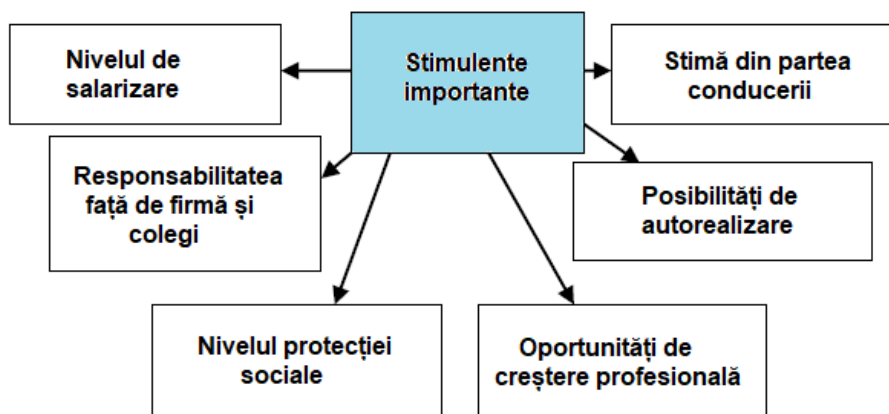 Stimulente
importante
Nivelul de
salarizare
Stimă din partea
conducerii
Responsabilitatea
față de firmă și
colegi
Posibilități de
autorealizare
Nivelul protecției
sociale
Oportunități de
creștere profesională